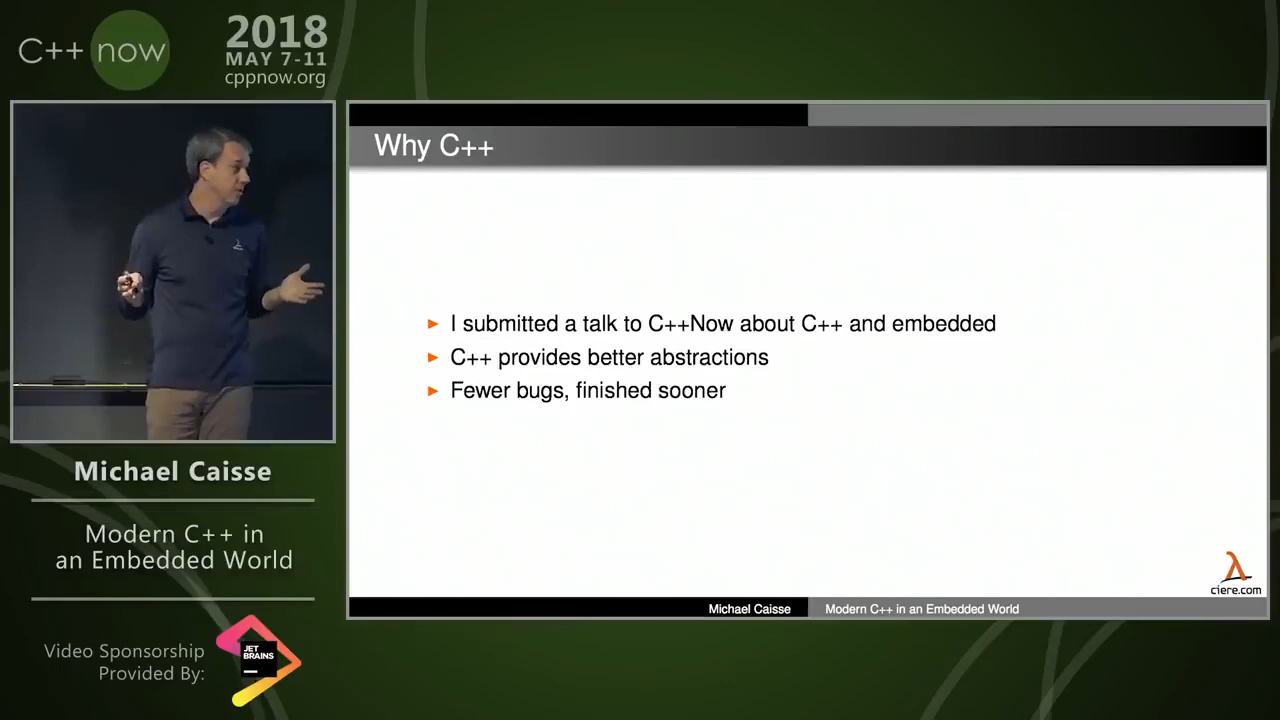 C++ now
2018
MAY 7-11
cppnow.org
Michael Caisse
Modern C++ in
an Embedded World
Video Sponsorship
Provided By:
JET
BRAINS
Why C++
I submitted a talk to C++Now about C++ and embedded
C++ provides better abstractions
Fewer bugs, finished sooner
ciere.com
Michael Caisse
Modern C++ in an Embedded World